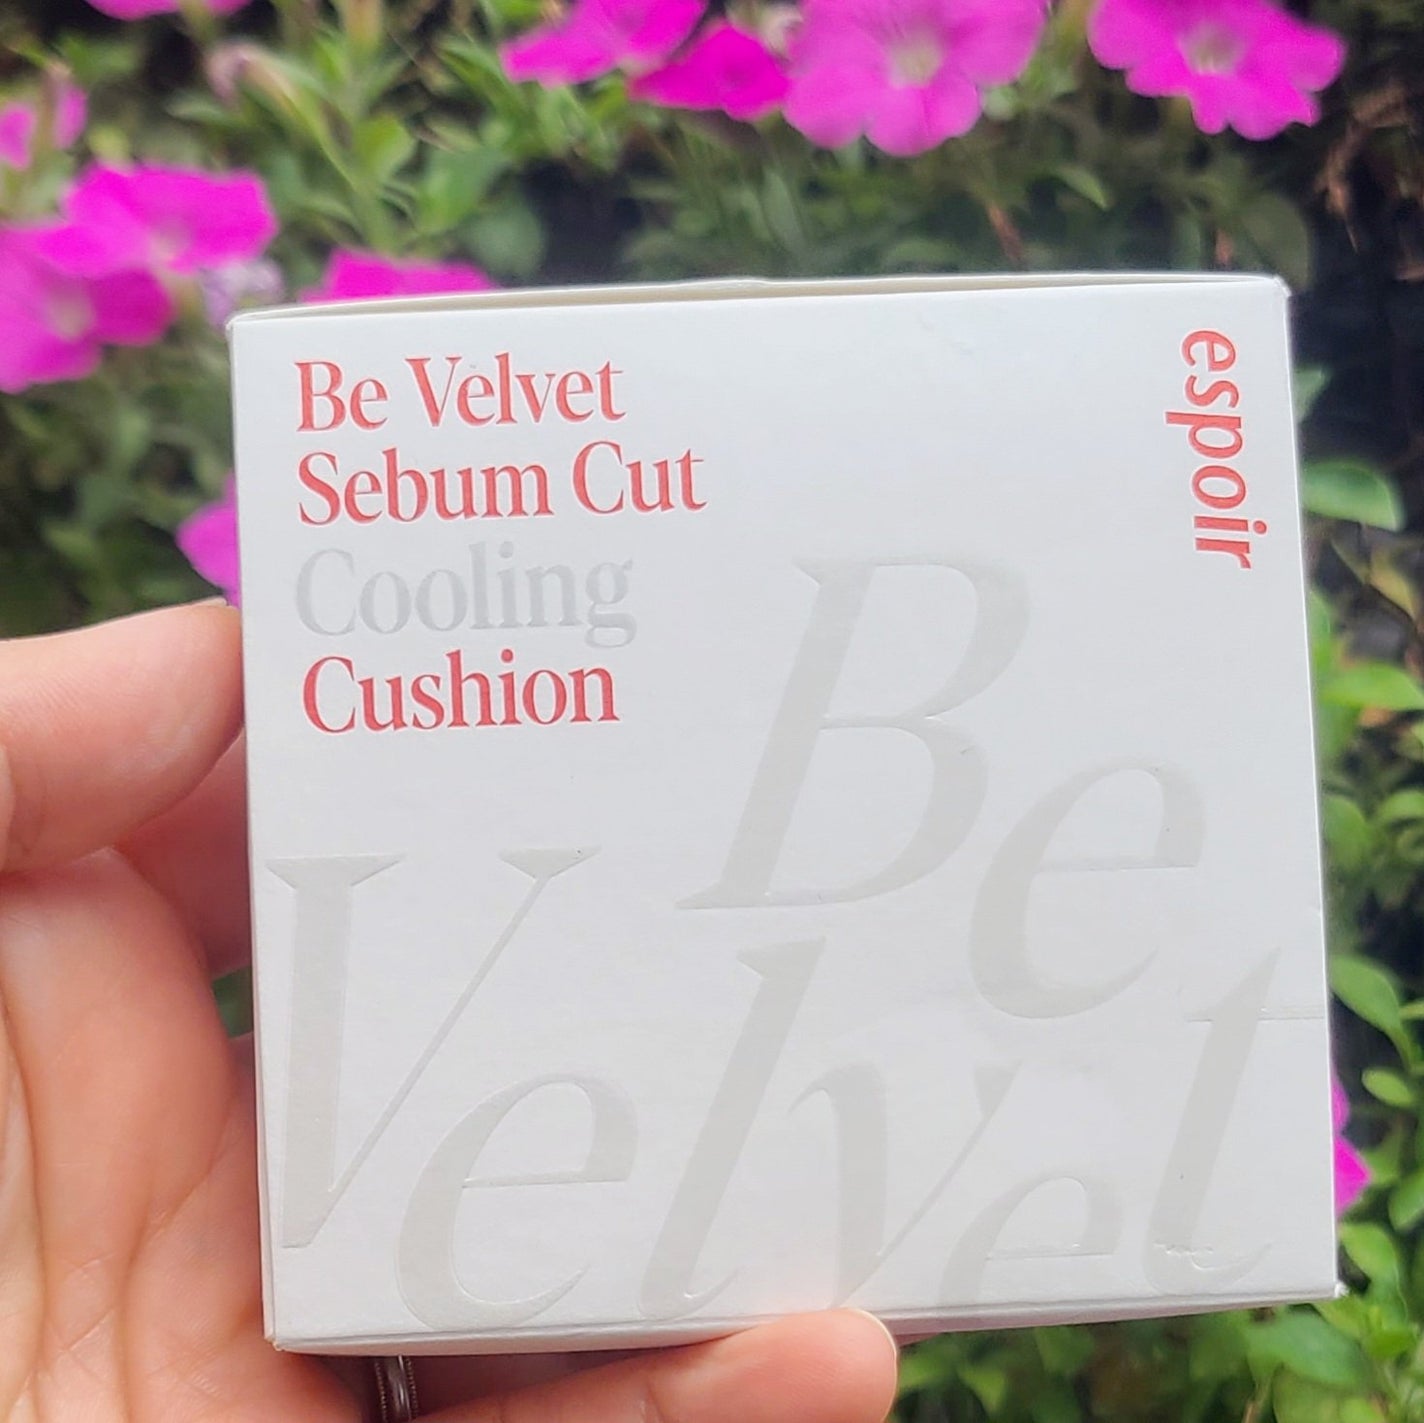 Be Velvet
Sebum Cut
Cooling
Cushion
espoir
Be
Velvet